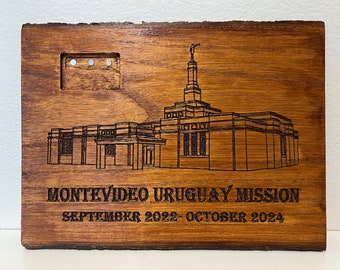 MONTEVIDEO URUGUAY MISSION
SEPTEMBER 2022- OCTOBER 2024